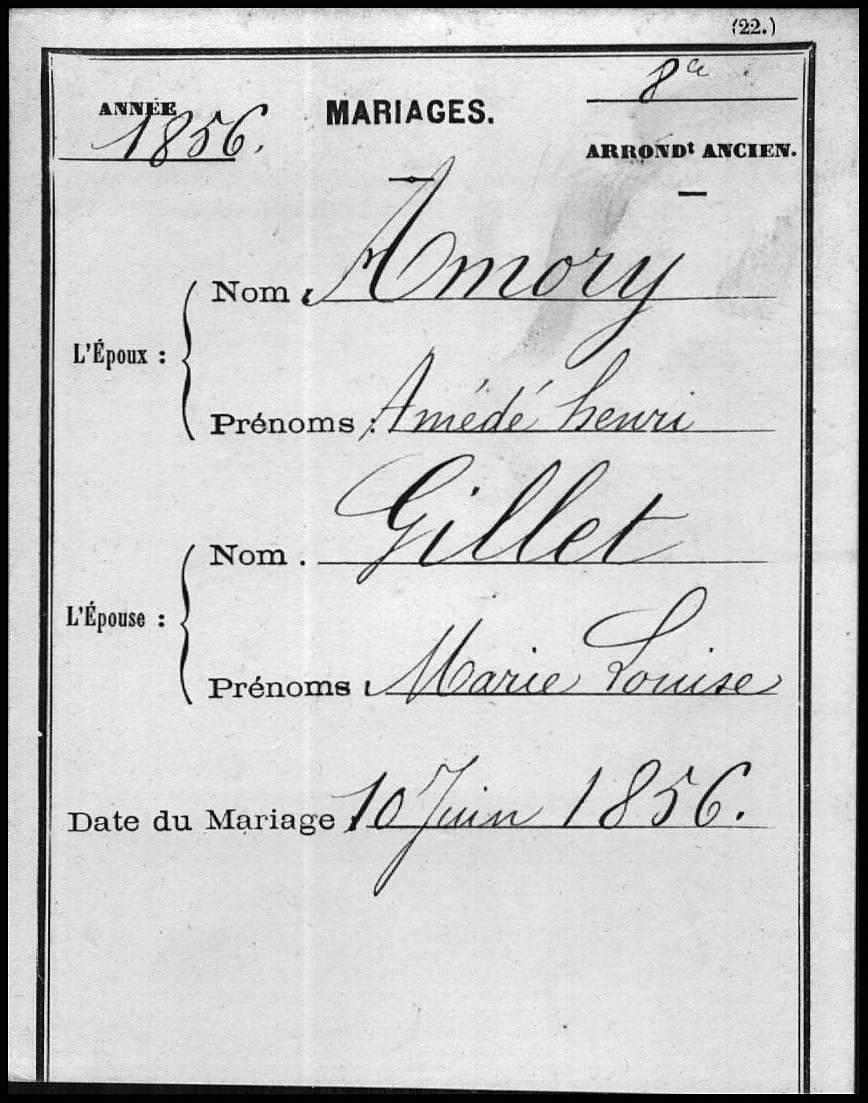 (22.)
8e
ANNÉE
1856.
MARIAGES.
ARRONDt ANCIEN.
Nom : Amory
L'Époux :
Prénoms : Amédé henri
Nom . Gillet
L'Épouse :
Prénoms : Marie Louise
Date du Mariage : 10 Juin 1856.